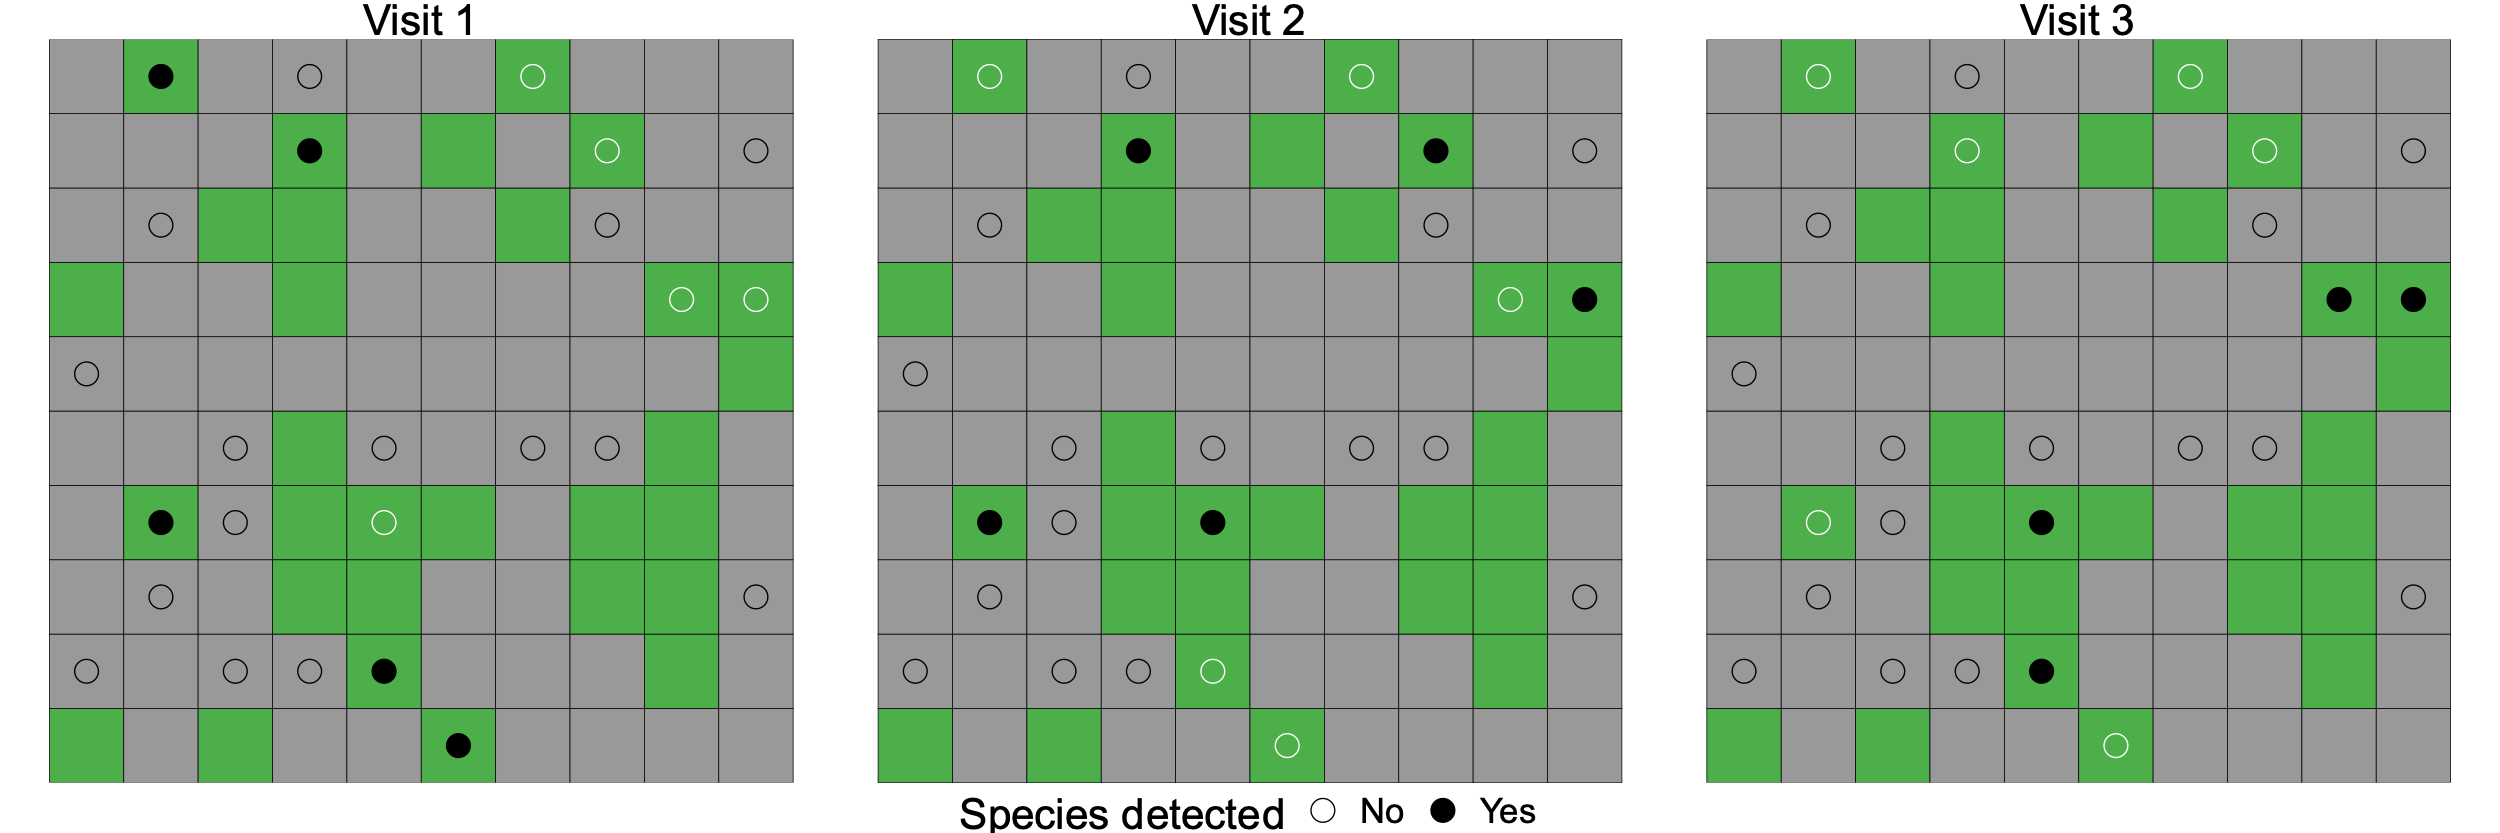 Visit 1
Visit 2
Visit 3
Species detected No Yes